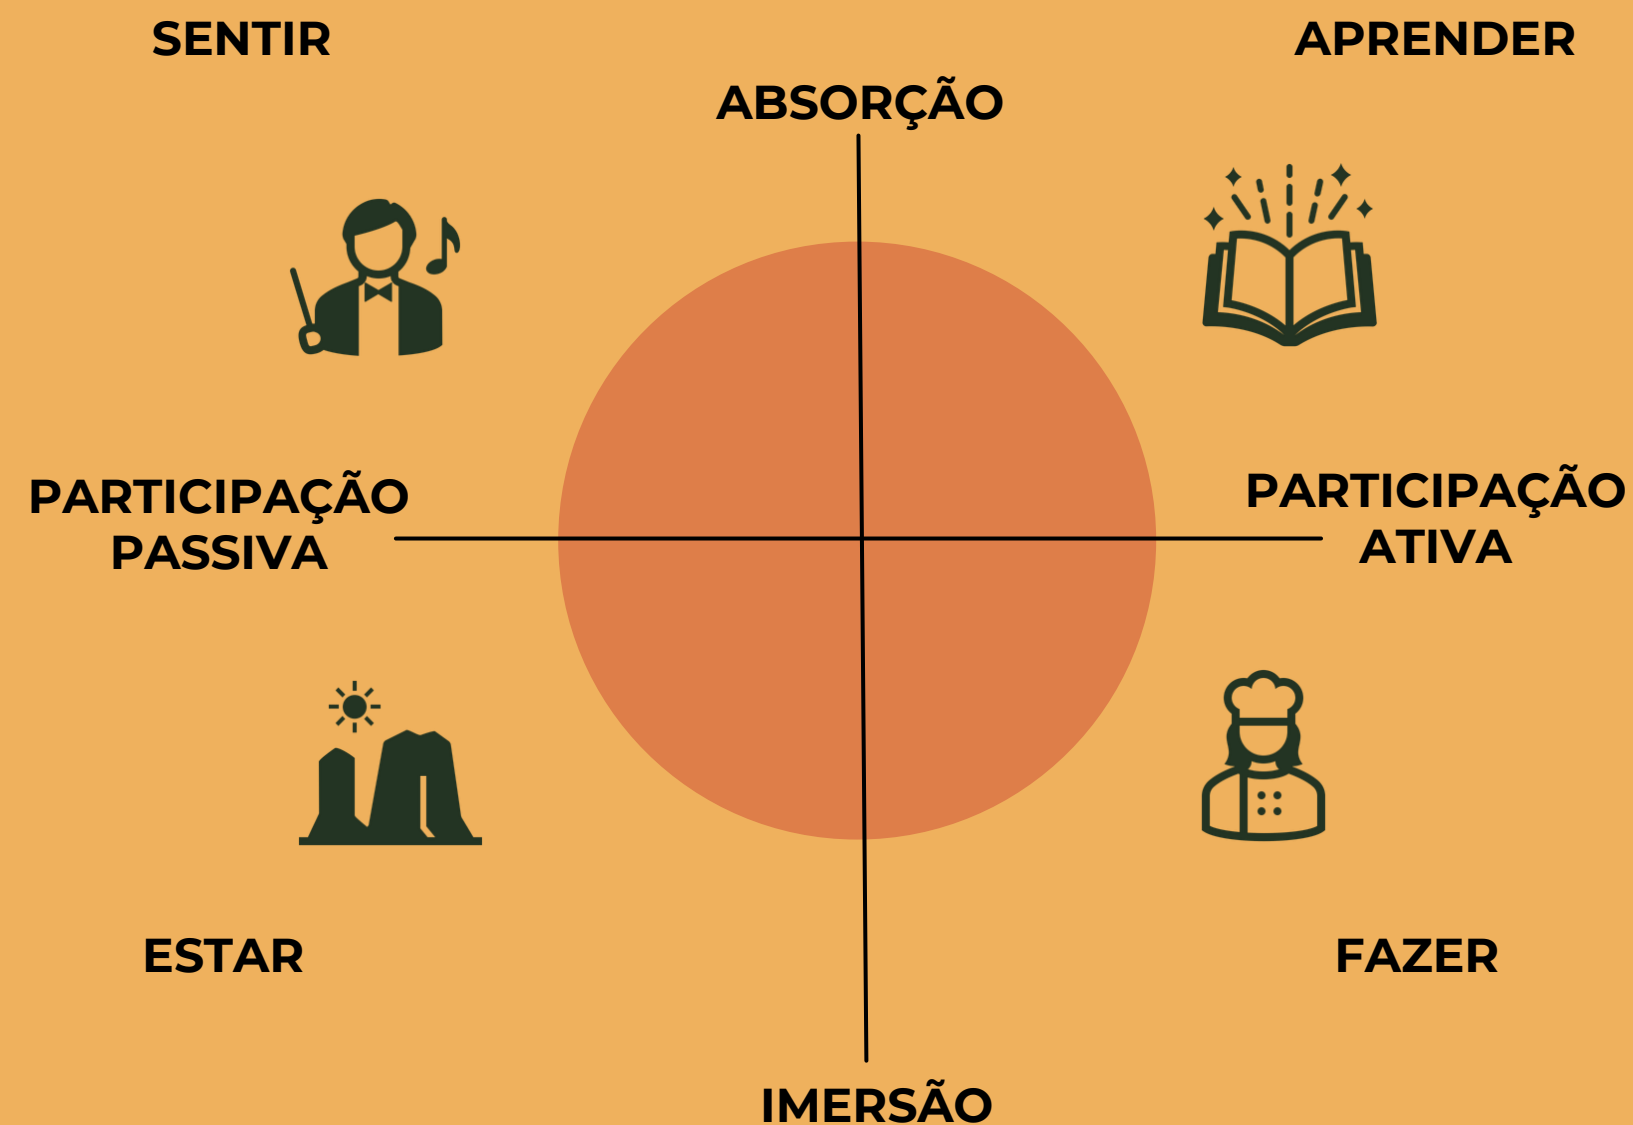 SENTIR
APRENDER
ABSORÇÃO
PARTICIPAÇÃO
PASSIVA
PARTICIPAÇÃO
ATIVA
ESTAR
FAZER
IMERSÃO